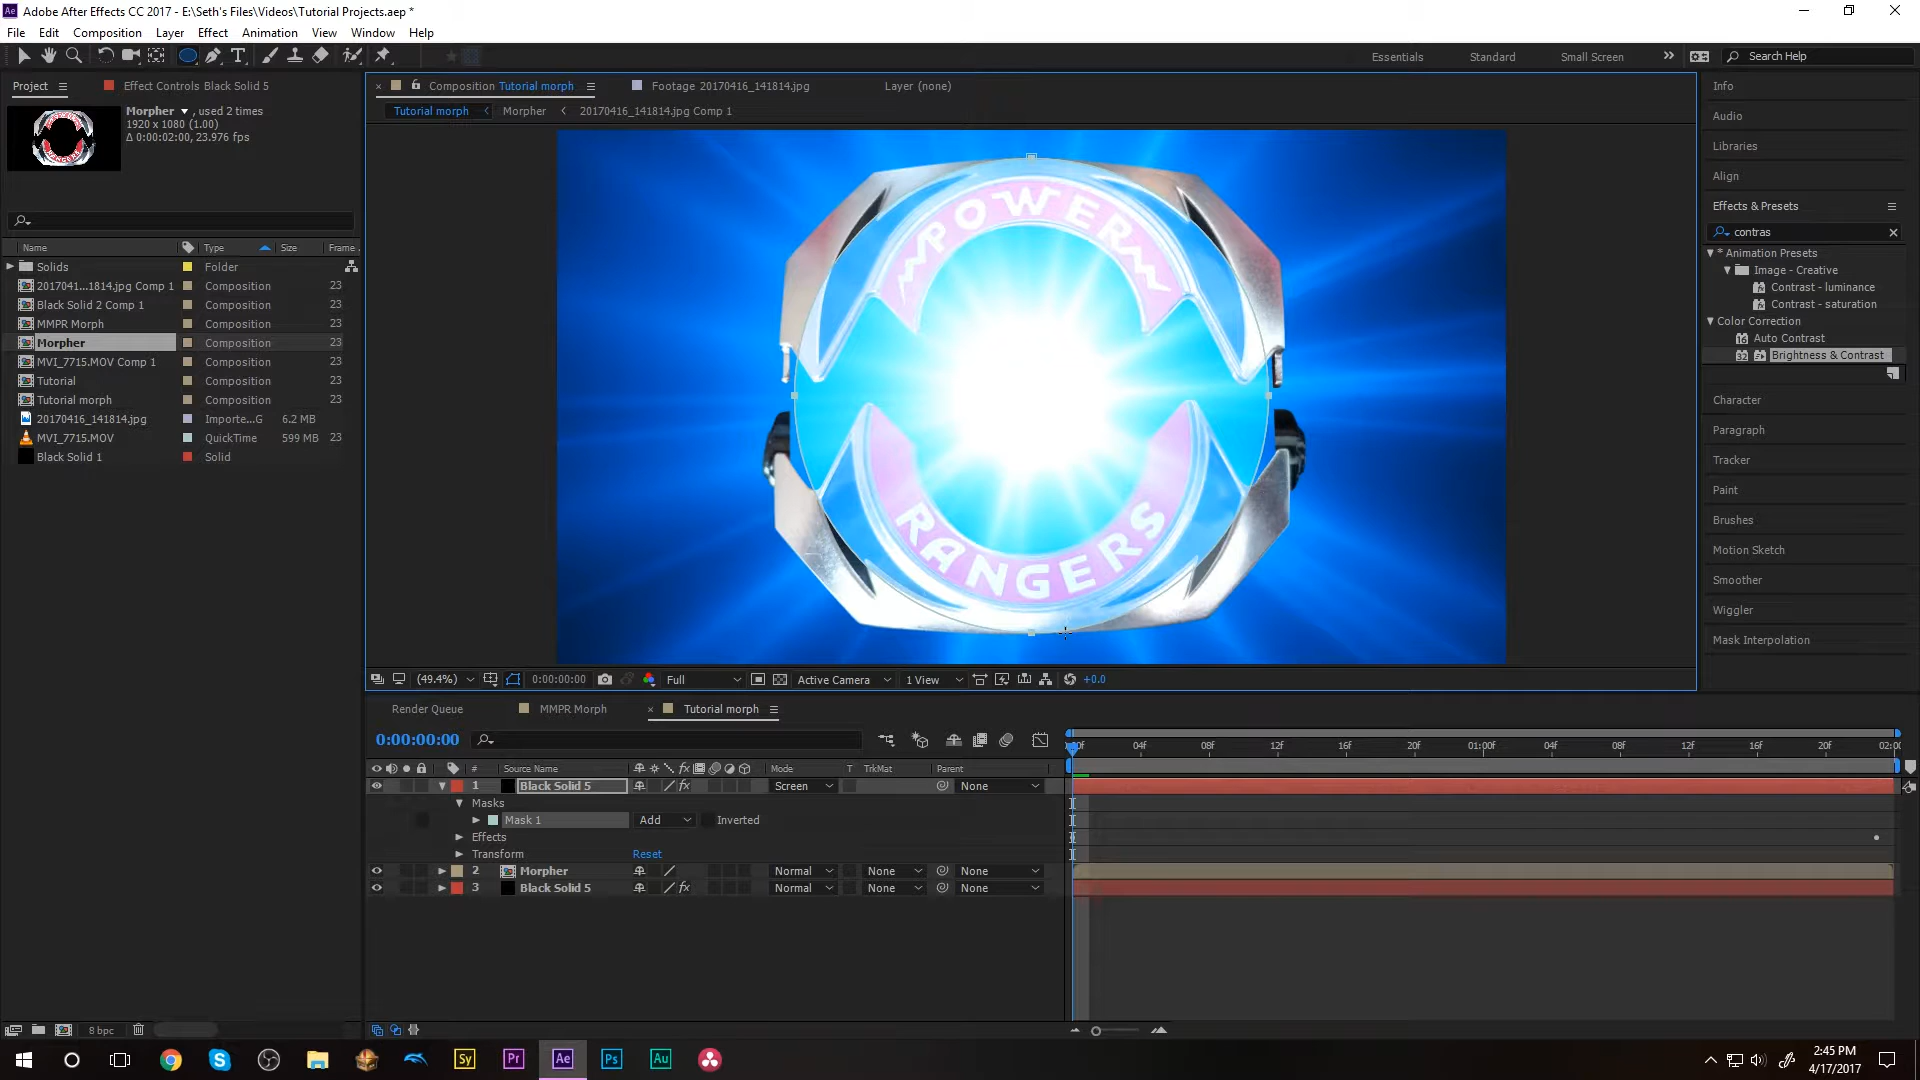 Adobe After Effects CC 2017 - E:\Seth's Files\Videos\Tutorial Projects.aep *
File Edit Composition Layer Effect Animation View Window Help
Essentials Standard Small Screen Search Help
Project Effect Controls Black Solid 5
Composition Tutorial morph Footage 20170416_141814.jpg Layer (none)
Tutorial morph Morpher 20170416_141814.jpg Comp 1
Morpher , used 2 times
1920 x 1080 (1.00)
Δ 0:00:02:00, 23.976 fps
Name Type Size Frame
Solids Folder
2017041...1814.jpg Comp 1 Composition 23
Black Solid 2 Comp 1 Composition 23
MMPR Morph Composition 23
Morpher Composition 23
MVI_7715.MOV Comp 1 Composition 23
Tutorial Composition 23
Tutorial morph Composition 23
20170416_141814.jpg Importe...G 6.2 MB
MVI_7715.MOV QuickTime 599 MB 23
Black Solid 1 Solid
8 bpc
POWER
RANGERS
(49.4%) 0:00:00:00 Full Active Camera 1 View +0.0
Info
Audio
Libraries
Align
Effects & Presets
contras
* Animation Presets
Image - Creative
Contrast - luminance
Contrast - saturation
Color Correction
16 Auto Contrast
32 Brightness & Contrast
Character
Paragraph
Tracker
Paint
Brushes
Motion Sketch
Smoother
Wiggler
Mask Interpolation
Render Queue MMPR Morph Tutorial morph
0:00:00:00
04f 08f 12f 16f 20f 01:00f 04f 08f 12f 16f 20f
# Source Name fx Mode T TrkMat Parent
1 Black Solid 5 fx Screen None
Masks
Mask 1 Add Inverted
Effects
Transform Reset
2 Morpher Normal None None
3 Black Solid 5 fx Normal None None
Sy Pr Ae Ps Au
2:45 PM
4/17/2017